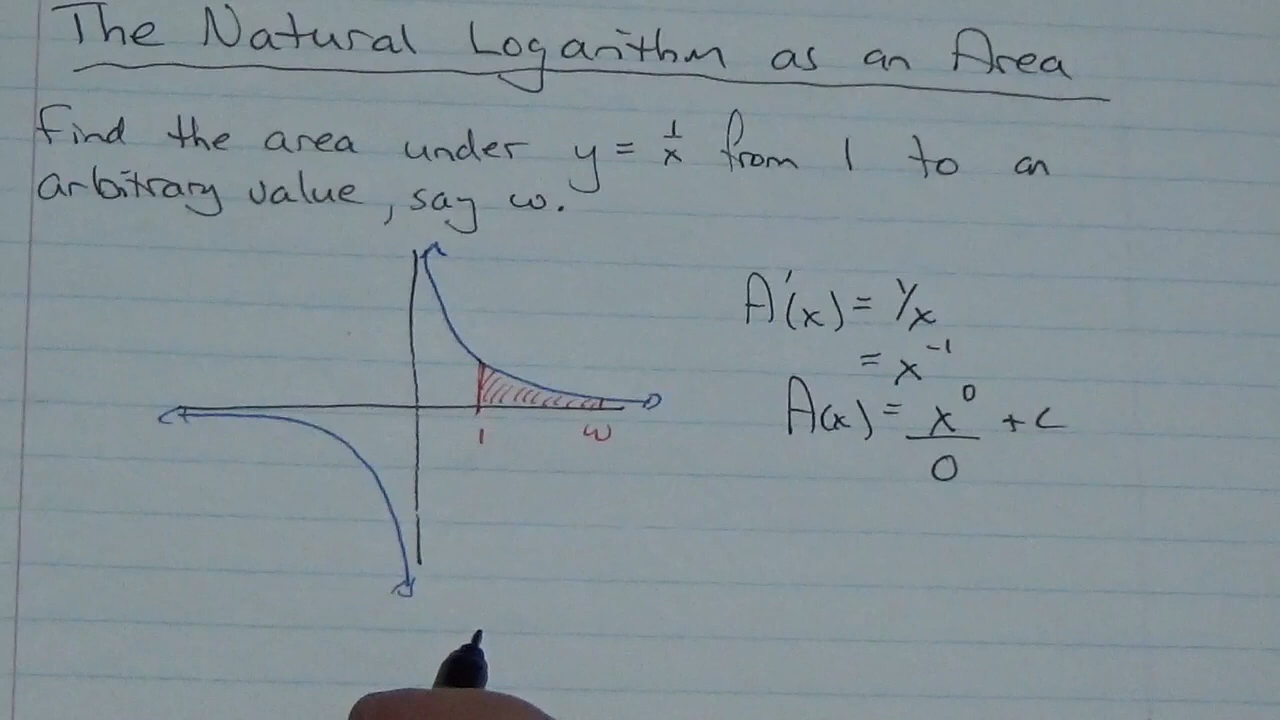 The Natural Logarithm as an Area
Find the area under y = 1/x from 1 to an
arbitrary value, say w.
A'(x) = 1/x
= x^-1
A(x) = x^0/0 + c
1 w